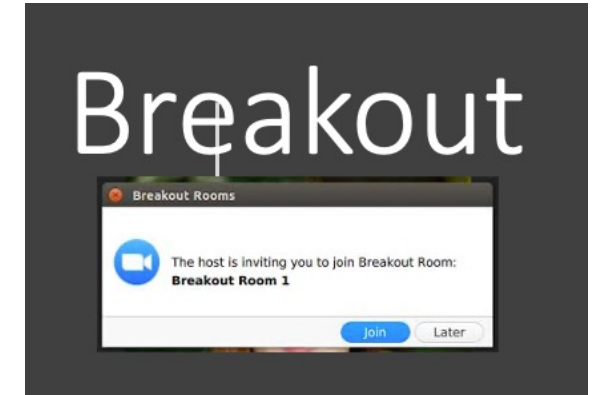 Breakout
Breakout Rooms
The host is inviting you to join Breakout Room:
Breakout Room 1
Join Later